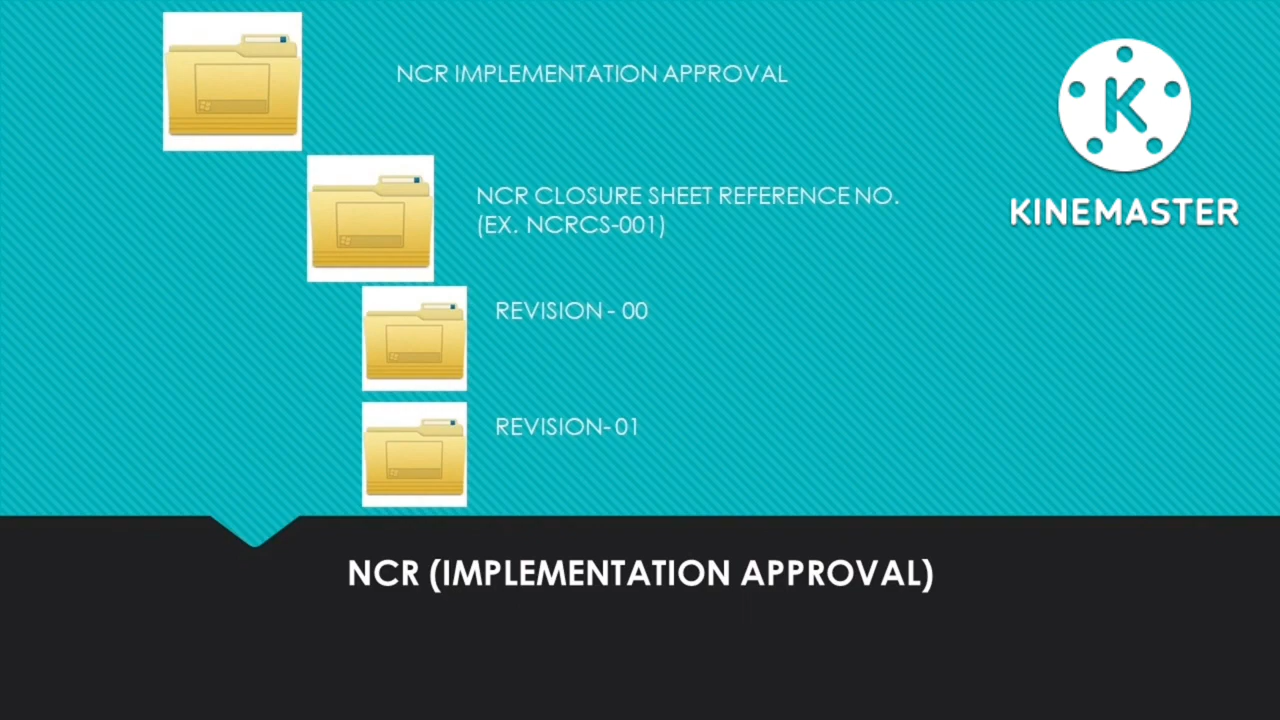 NCR IMPLEMENTATION APPROVAL
K
KINEMASTER
NCR CLOSURE SHEET REFERENCE NO.
(EX. NCRCS-001)
REVISION - 00
REVISION- 01
NCR (IMPLEMENTATION APPROVAL)